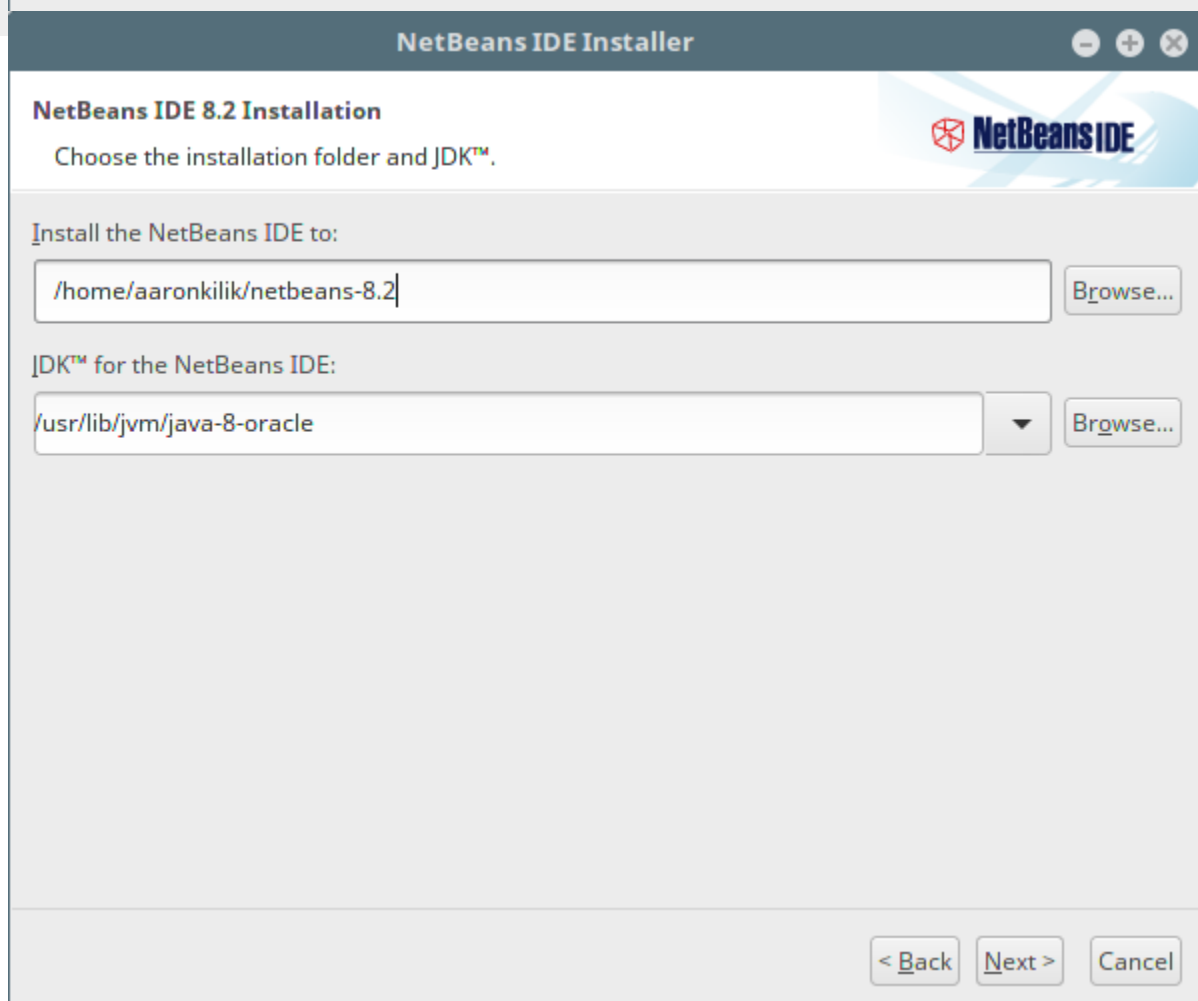 NetBeans IDE Installer
NetBeans IDE 8.2 Installation
Choose the installation folder and JDK™.
NetBeans IDE
Install the NetBeans IDE to:
/home/aaronkilik/netbeans-8.2
Browse...
JDK™ for the NetBeans IDE:
/usr/lib/jvm/java-8-oracle
Browse...
< Back Next > Cancel